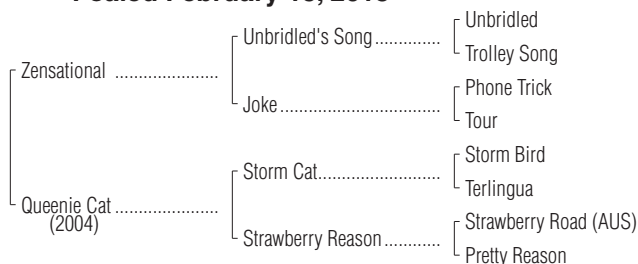 Foaled February
Unbridled
Unbridled's Song
Trolley Song
Zensational
Phone Trick
Joke
Tour
Storm Bird
Storm Cat
Terlingua
Queenie Cat
(2004)
Strawberry Road (AUS)
Strawberry Reason
Pretty Reason